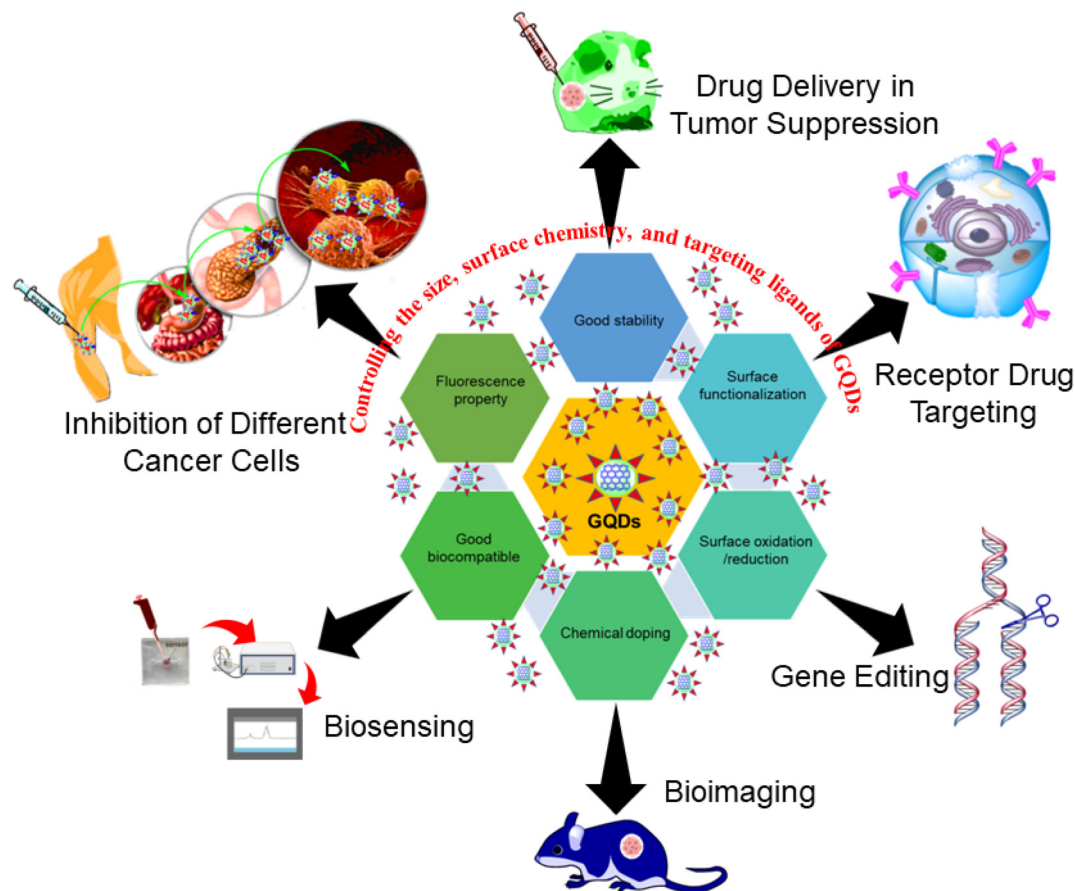 Drug Delivery in
Tumor Suppression
Controlling the size, surface chemistry, and targeting ligands of GQDs
Good stability
Fluorescence
property
Surface
functionalization
Receptor Drug
Targeting
Inhibition of Different
Cancer Cells
GQDs
Good
biocompatible
Surface oxidation
/reduction
Chemical doping
sensor
Gene Editing
Biosensing
Bioimaging